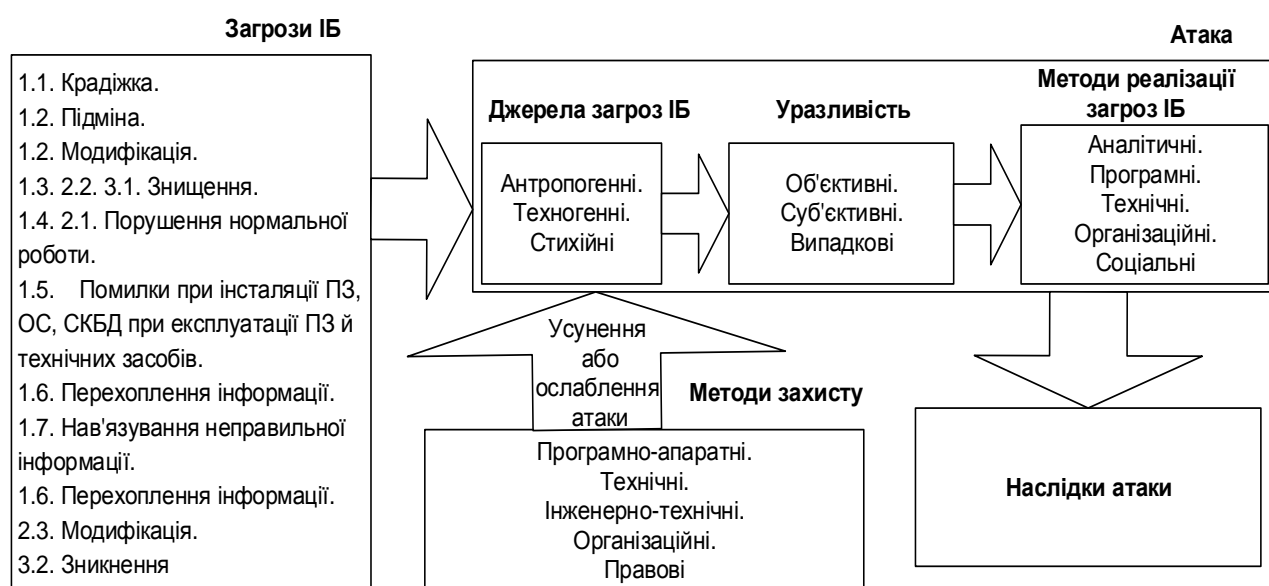 Загрози ІБ
1.1. Крадіжка.
1.2. Підміна.
1.2. Модифікація.
1.3. 2.2. 3.1. Знищення.
1.4. 2.1. Порушення нормальної
роботи.
1.5. Помилки при інсталяції ПЗ,
ОС, СКБД при експлуатації ПЗ й
технічних засобів.
1.6. Перехоплення інформації.
1.7. Нав'язування неправильної
інформації.
1.6. Перехоплення інформації.
2.3. Модифікація.
3.2. Зникнення
Атака
Джерела загроз ІБ
Антропогенні.
Техногенні.
Стихійні
Уразливість
Об'єктивні.
Суб'єктивні.
Випадкові
Методи реалізації
загроз ІБ
Аналітичні.
Програмні.
Технічні.
Організаційні.
Соціальні
Усунення
або
ослаблення
атаки
Методи захисту
Програмно-апаратні.
Технічні.
Інженерно-технічні.
Організаційні.
Правові
Наслідки атаки